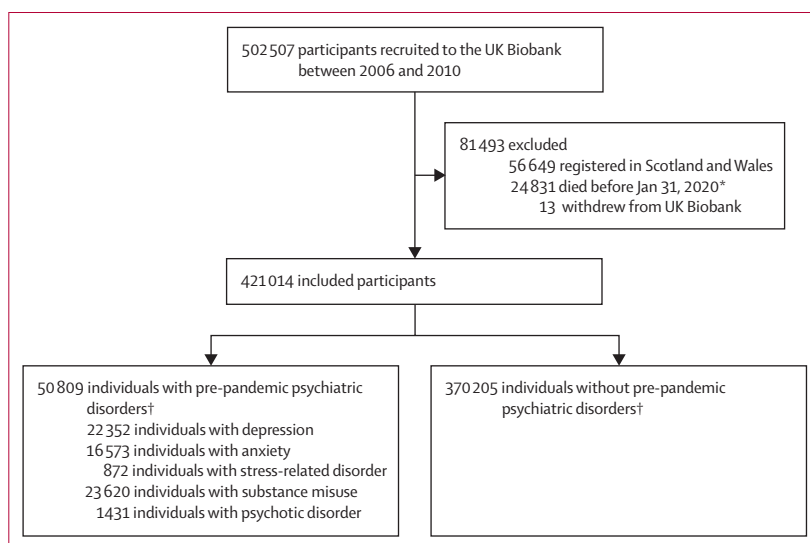 502 507 participants recruited to the UK Biobank
between 2006 and 2010
81 493 excluded
56 649 registered in Scotland and Wales
24 831 died before Jan 31, 2020*
13 withdrew from UK Biobank
421 014 included participants
50 809 individuals with pre-pandemic psychiatric
disorders†
22 352 individuals with depression
16 573 individuals with anxiety
872 individuals with stress-related disorder
23 620 individuals with substance misuse
1431 individuals with psychotic disorder
370 205 individuals without pre-pandemic
psychiatric disorders†